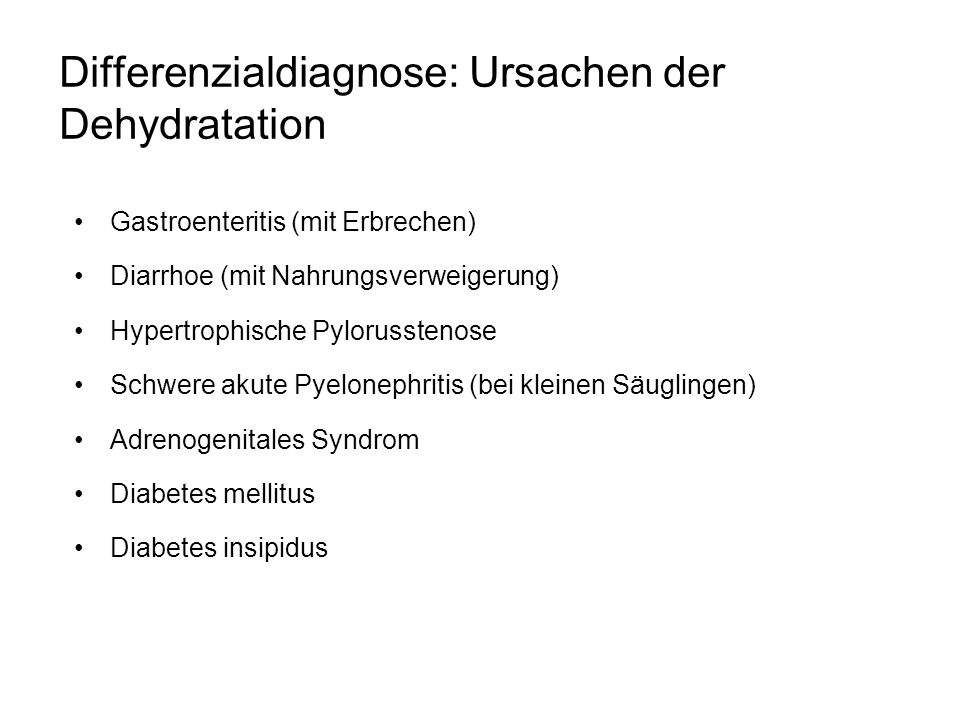 Differenzialdiagnose: Ursachen der
Dehydratation
• Gastroenteritis (mit Erbrechen)
• Diarrhoe (mit Nahrungsverweigerung)
• Hypertrophische Pylorusstenose
• Schwere akute Pyelonephritis (bei kleinen Säuglingen)
• Adrenogenitales Syndrom
• Diabetes mellitus
• Diabetes insipidus